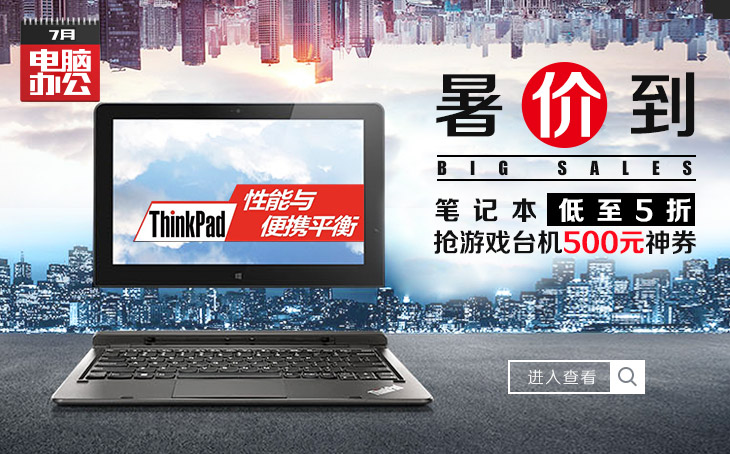 7月
电脑
办公
暑价到
BIG SALES
笔记本低至5折
抢游戏台机500元神券
ThinkPad
性能与
便携平衡
ThinkPad
进入查看